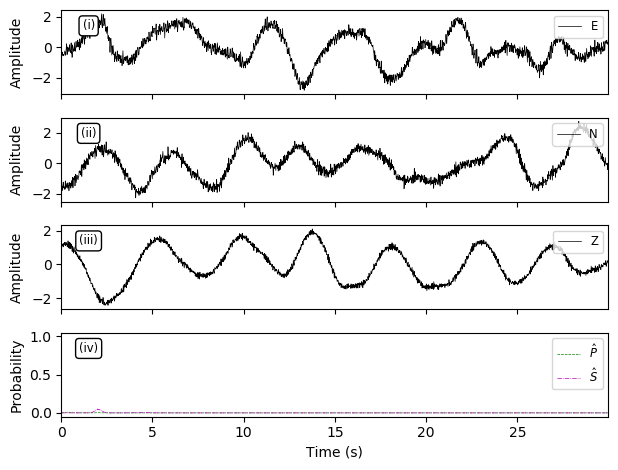 (i)
E
Amplitude
2
0
−2
(ii)
N
Amplitude
2
0
−2
(iii)
Z
Amplitude
2
0
−2
(iv)
P̂
Ŝ
Probability
1.0
0.5
0.0
0 5 10 15 20 25
Time (s)